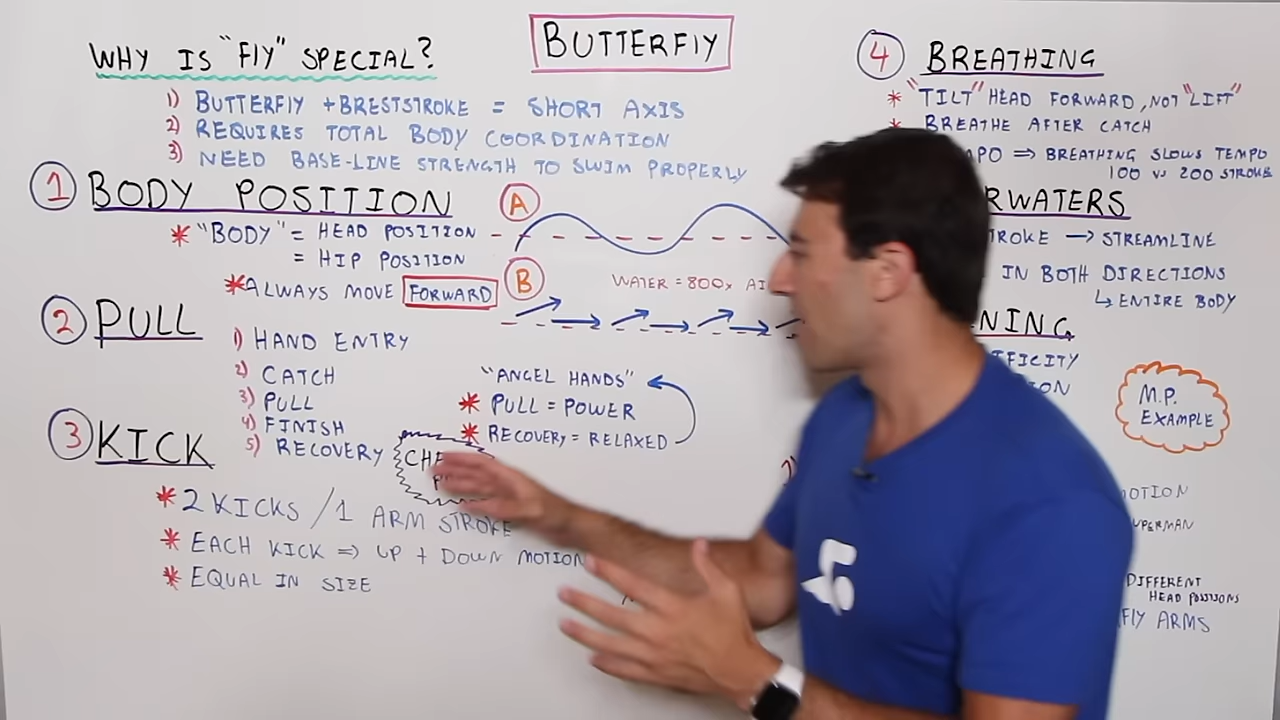 BUTTERFLY
WHY IS "FLY" SPECIAL?
1) BUTTERFLY + BRESTSTROKE = SHORT AXIS
2) REQUIRES TOTAL BODY COORDINATION
3) NEED BASE-LINE STRENGTH TO SWIM PROPERLY
1 BODY POSITION
* "BODY" = HEAD POSITION
= HIP POSITION
* ALWAYS MOVE FORWARD
A
B
WATER = 800x
2 PULL
1) HAND ENTRY
2) CATCH
3) PULL
4) FINISH
5) RECOVERY
"ANGEL HANDS"
* PULL = POWER
* RECOVERY = RELAXED
3 KICK
* 2 KICKS / 1 ARM STROKE
* EACH KICK => UP + DOWN MOTION
* EQUAL IN SIZE
4 BREATHING
* "TILT" HEAD FORWARD, NOT "LIFT"
* BREATHE AFTER CATCH
=> BREATHING SLOWS TEMPO
100 vs 200 STROKE
→ STREAMLINE
IN BOTH DIRECTIONS
↳ ENTIRE BODY
M.P.
EXAMPLE
DIFFERENT
HEAD POSITIONS
FLY ARMS